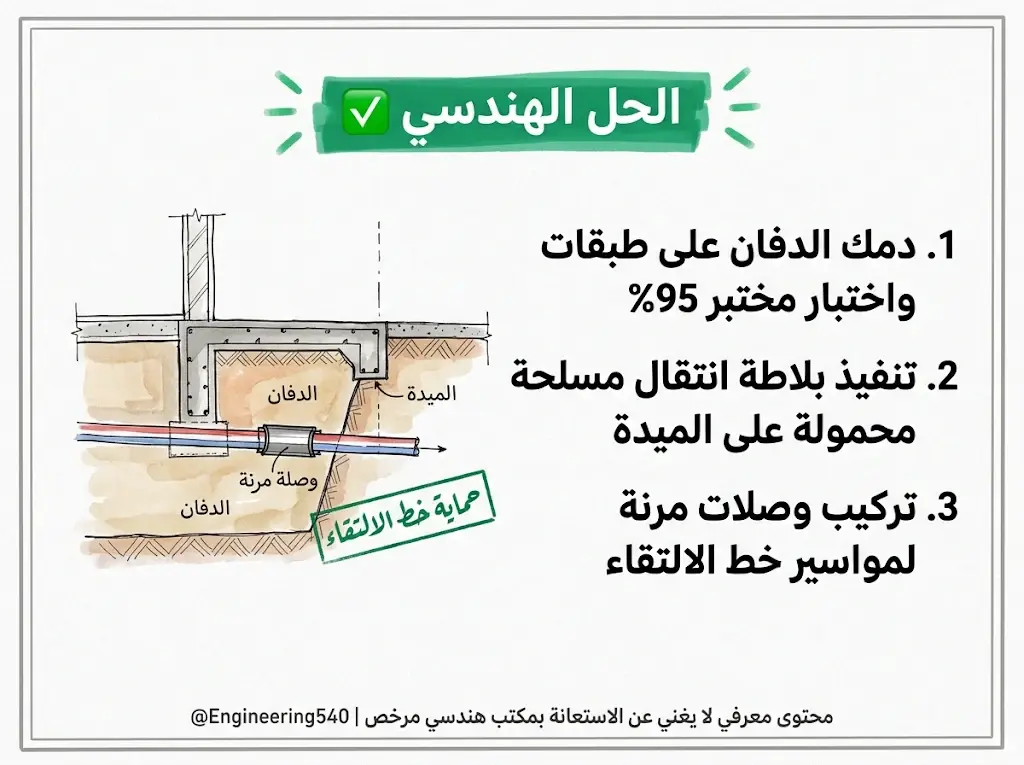 الحل الهندسي ✅
1. دمك الدفان على طبقات
واختبار مختبر 95%
2. تنفيذ بلاطة انتقال مسلحة
محمولة على الميدة
3. تركيب وصلات مرنة
لمواسير خط الالتقاء
الدفان
الميدة
وصلة مرنة
الدفان
حماية خط الالتقاء
محتوى معرفي لا يغني عن الاستعانة بمكتب هندسي مرخص | @Engineering540